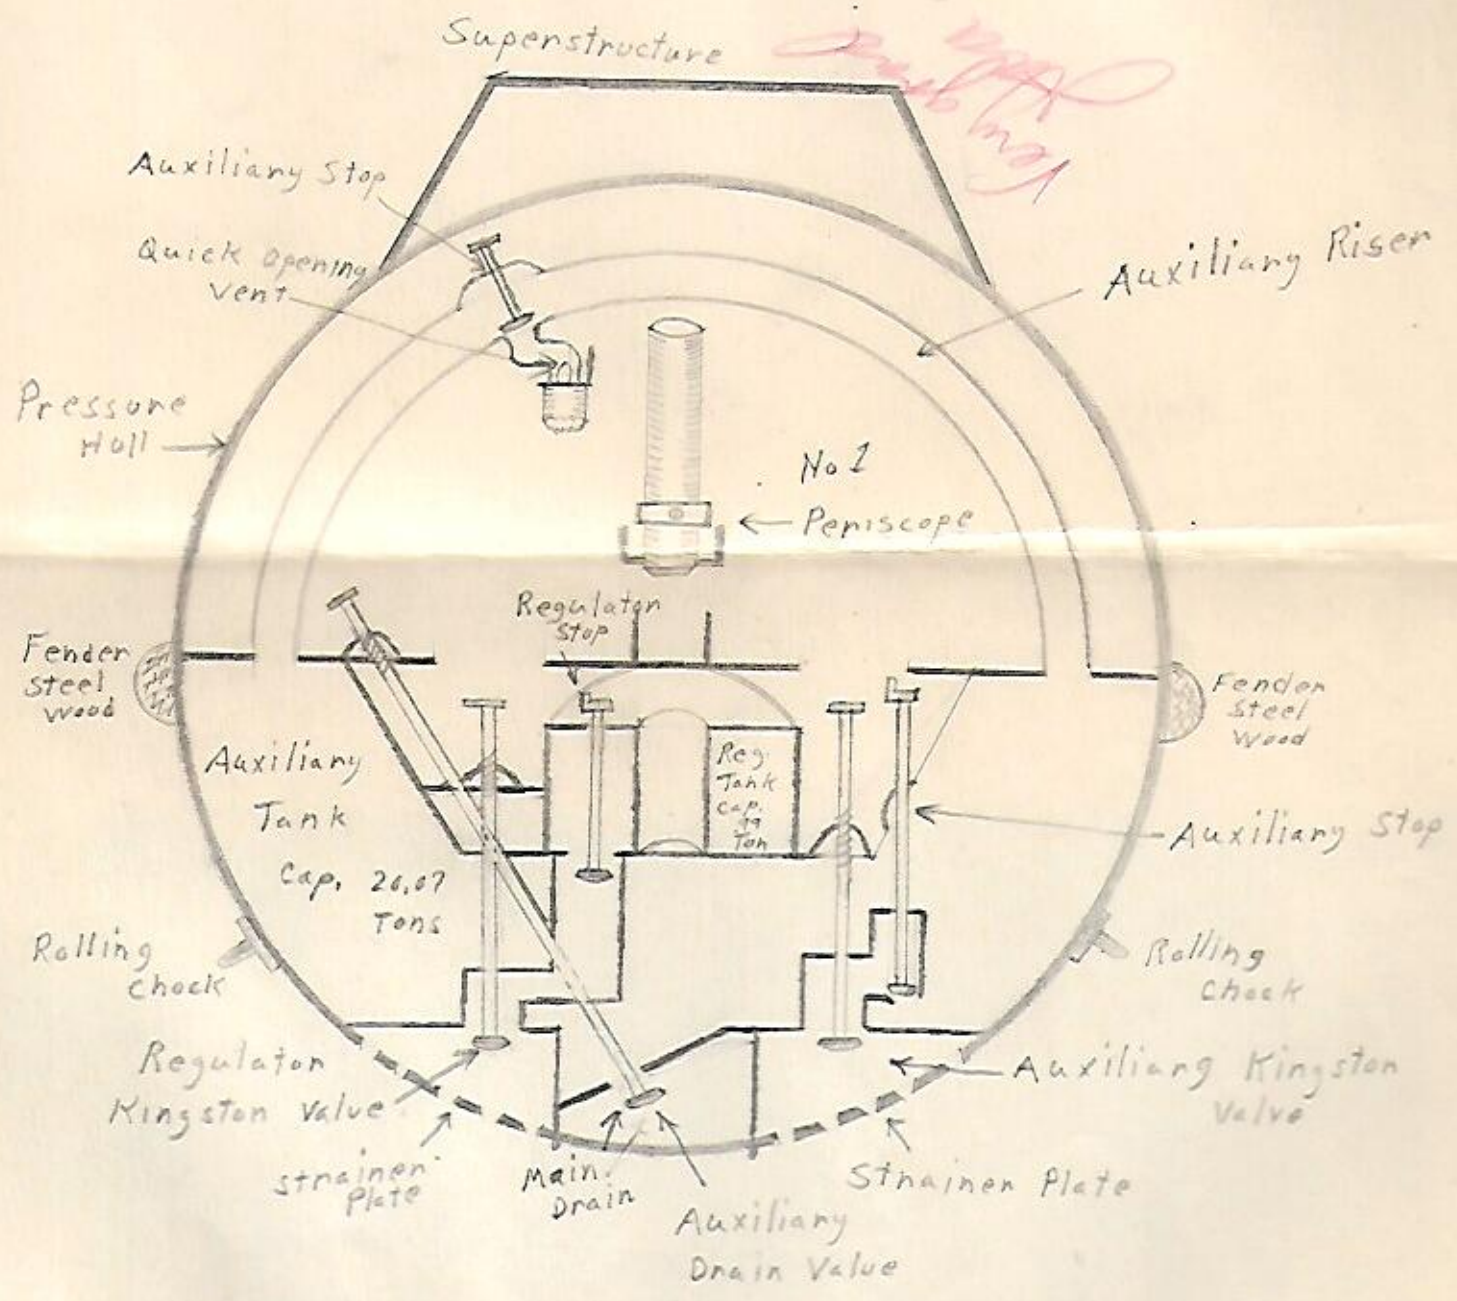 Superstructure
Auxiliary Stop
Quick Opening
Vent
Auxiliary Riser
Pressure
Hull
No 1
Periscope
Regulator
Stop
Fender
Steel
Wood
Fender
Steel
Wood
Auxiliary
Tank
Cap. 20.07
Tons
Reg.
Tank
Cap.
Ton
Auxiliary Stop
Rolling
Chock
Rolling
Chock
Regulator
Kingston Valve
Auxiliary Kingston
Valve
Strainer
Plate
Main
Drain
Strainer Plate
Auxiliary
Drain Valve